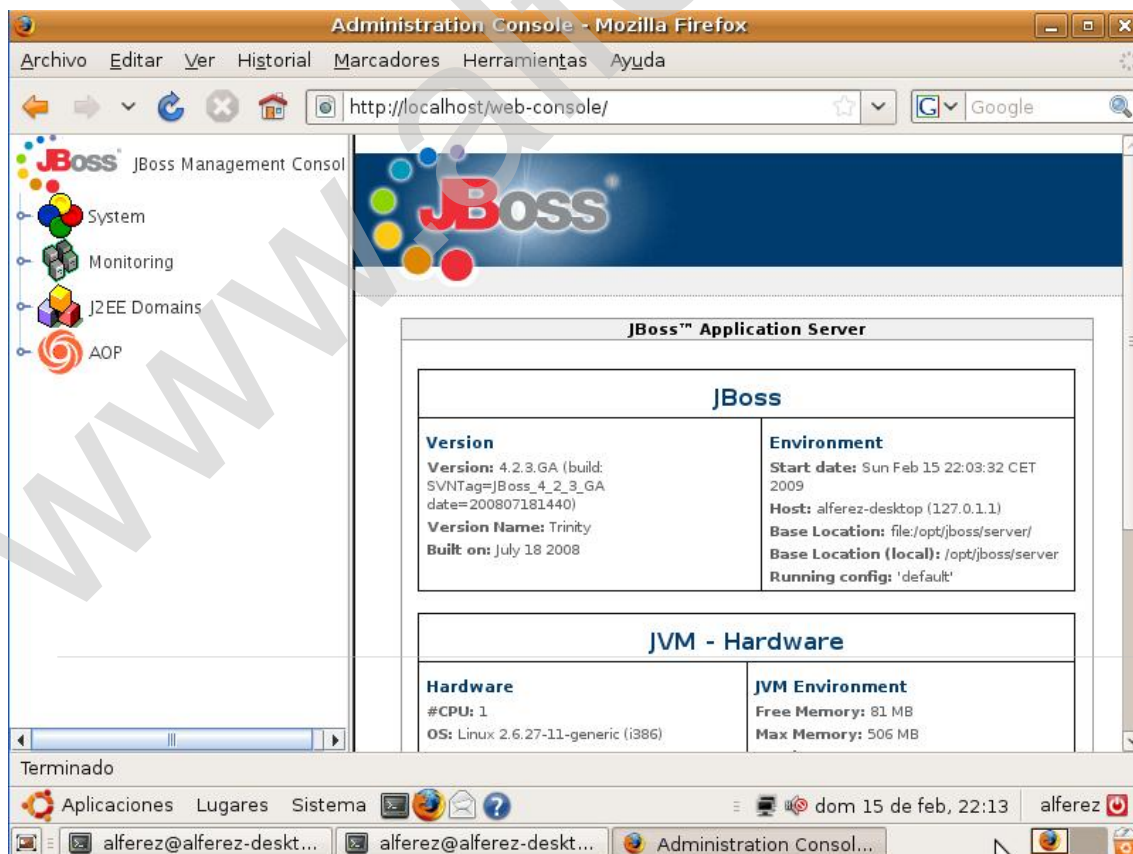 Administration Console - Mozilla Firefox
Archivo Editar Ver Historial Marcadores Herramientas Ayuda
http://localhost/web-console/
G Google
JBoss JBoss Management Consol
System
Monitoring
J2EE Domains
AOP
JBoss
JBoss™ Application Server
JBoss
Version
Version: 4.2.3.GA (build:
SVNTag=JBoss_4_2_3_GA
date=200807181440)
Version Name: Trinity
Built on: July 18 2008
Environment
Start date: Sun Feb 15 22:03:32 CET
2009
Host: alferez-desktop (127.0.1.1)
Base Location: file:/opt/jboss/server/
Base Location (local): /opt/jboss/server
Running config: 'default'
JVM - Hardware
Hardware
#CPU: 1
OS: Linux 2.6.27-11-generic (i386)
JVM Environment
Free Memory: 81 MB
Max Memory: 506 MB
Terminado
Aplicaciones Lugares Sistema
dom 15 de feb, 22:13 alferez
alferez@alferez-deskt... alferez@alferez-deskt... Administration Consol...
www.al